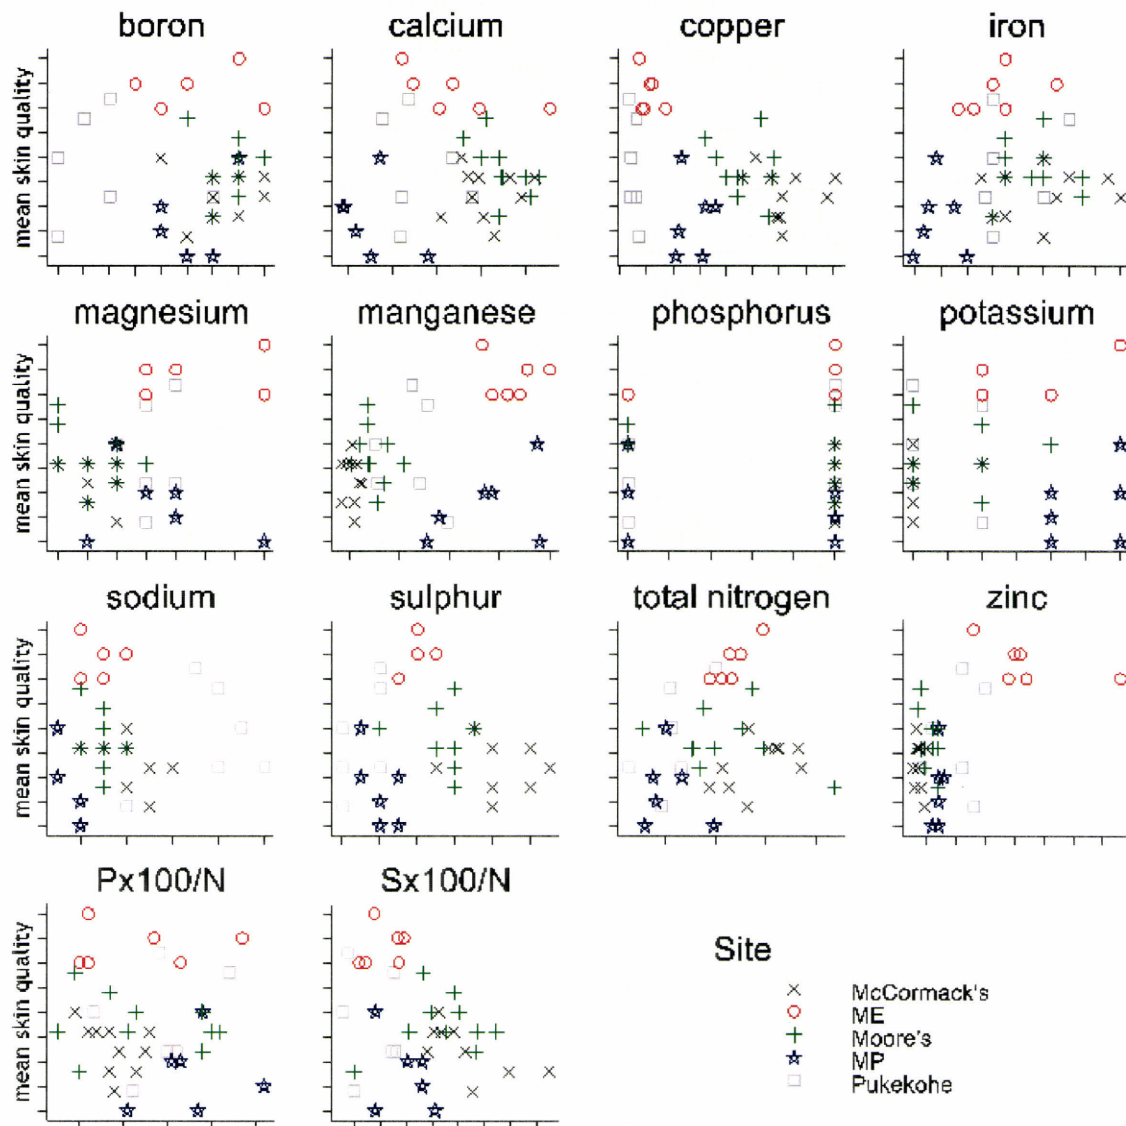 boron calcium copper iron
mean skin quality
magnesium manganese phosphorus potassium
mean skin quality
sodium sulphur total nitrogen zinc
mean skin quality
Px100/N Sx100/N
mean skin quality
Site
McCormack's
ME
Moore's
MP
Pukekohe